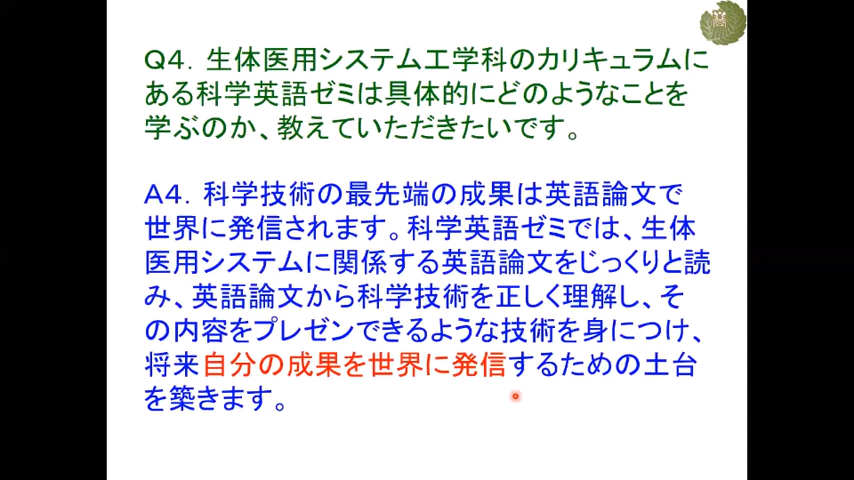 Q4．生体医用システム工学科のカリキュラムに
ある科学英語ゼミは具体的にどのようなことを
学ぶのか、教えていただきたいです。
A4．科学技術の最先端の成果は英語論文で
世界に発信されます。科学英語ゼミでは、生体
医用システムに関係する英語論文をじっくりと読
み、英語論文から科学技術を正しく理解し、そ
の内容をプレゼンできるような技術を身につけ、
将来自分の成果を世界に発信するための土台
を築きます。